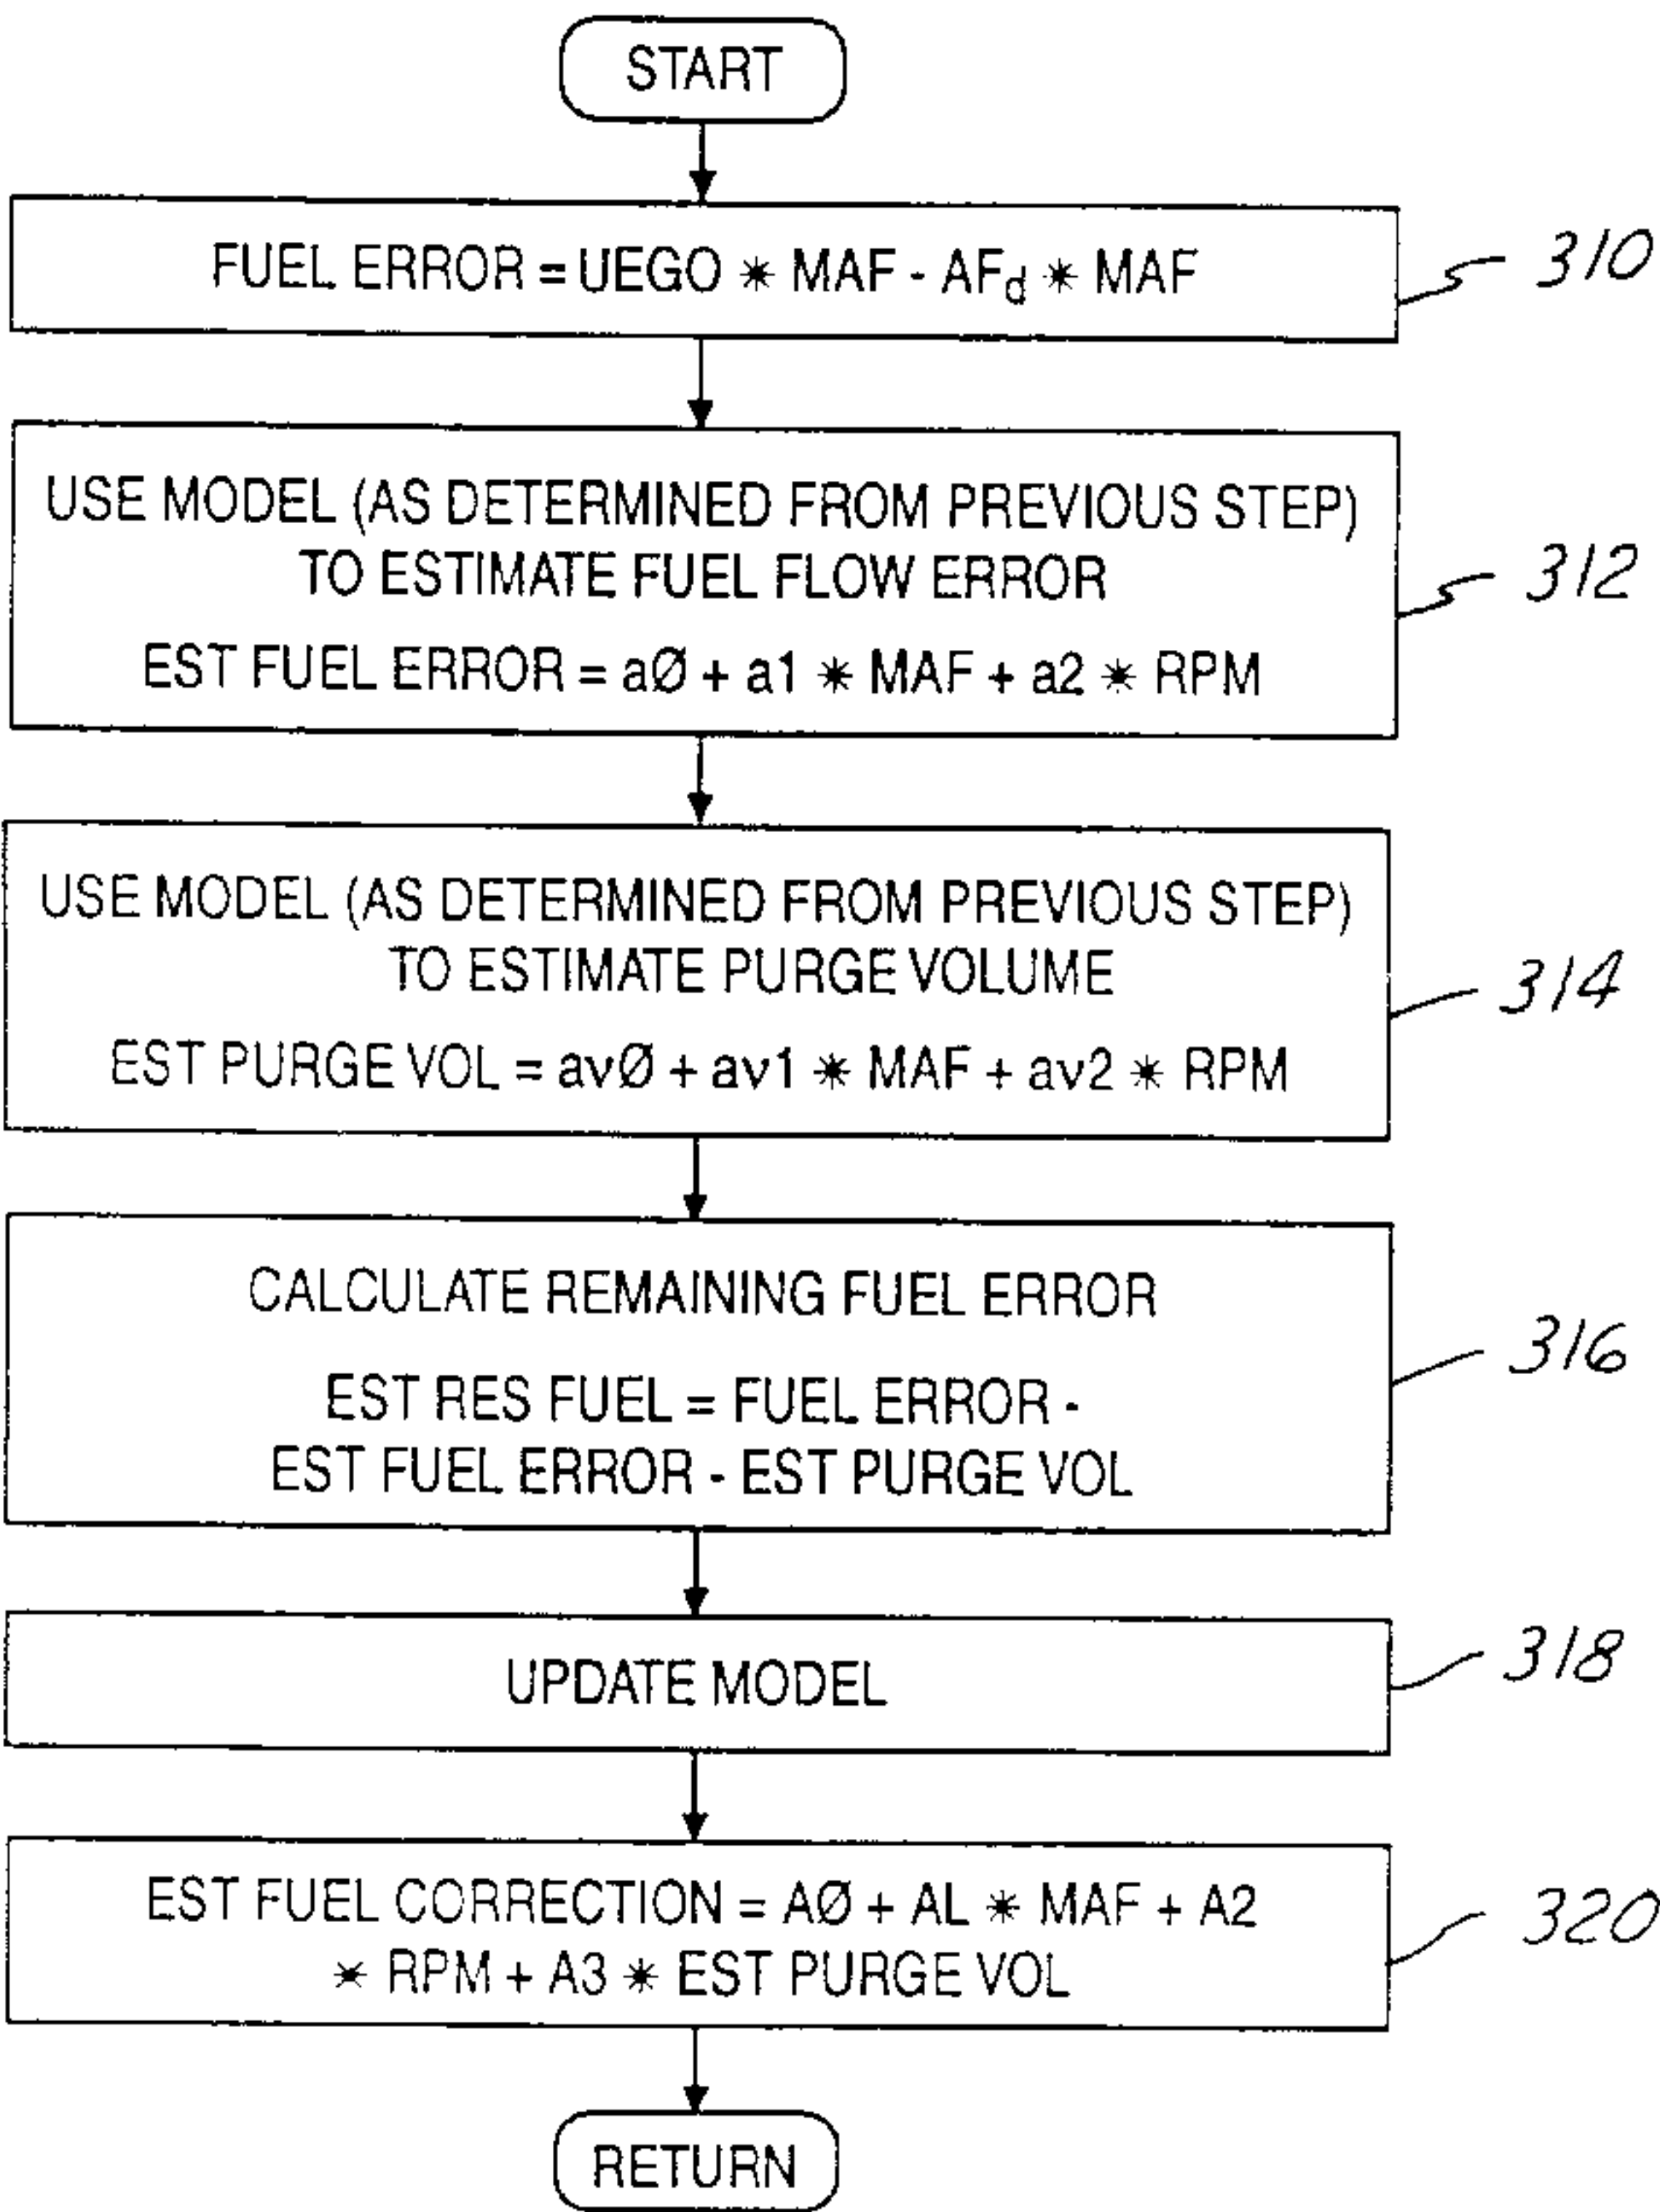 START
FUEL ERROR = UEGO * MAF - AFd * MAF
310
USE MODEL (AS DETERMINED FROM PREVIOUS STEP)
TO ESTIMATE FUEL FLOW ERROR
EST FUEL ERROR = aØ + a1 * MAF + a2 * RPM
312
USE MODEL (AS DETERMINED FROM PREVIOUS STEP)
TO ESTIMATE PURGE VOLUME
EST PURGE VOL = avØ + av1 * MAF + av2 * RPM
314
CALCULATE REMAINING FUEL ERROR
EST RES FUEL = FUEL ERROR -
EST FUEL ERROR - EST PURGE VOL
316
UPDATE MODEL
318
EST FUEL CORRECTION = AØ + AL * MAF + A2
* RPM + A3 * EST PURGE VOL
320
RETURN